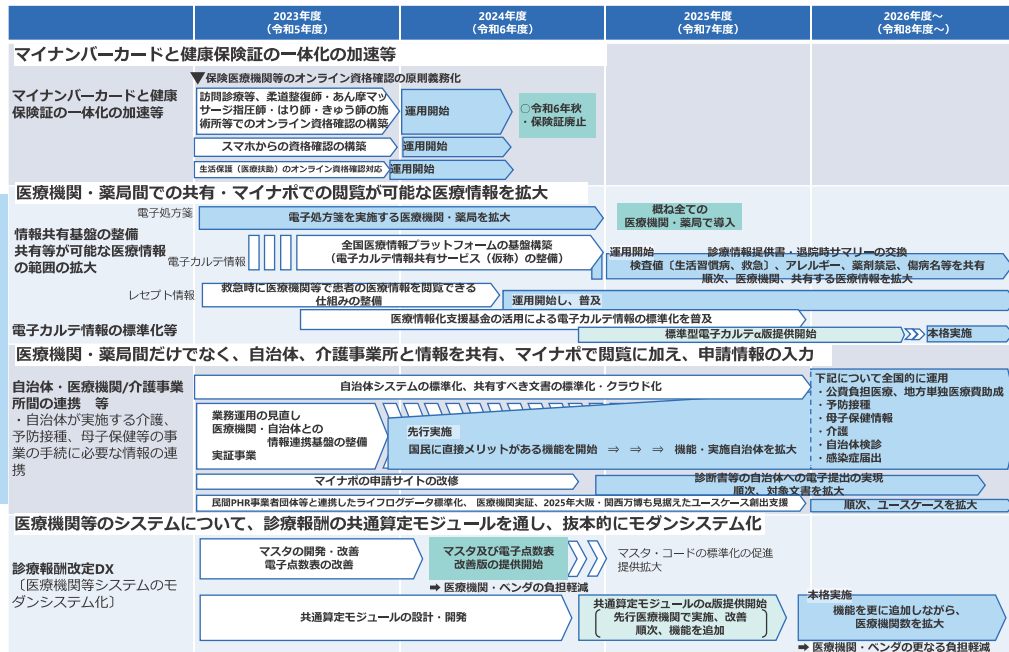 2023年度
（令和5年度）
2024年度
（令和6年度）
2025年度
（令和7年度）
2026年度～
（令和8年度～）
マイナンバーカードと健康保険証の一体化の加速等
マイナンバーカードと健康
保険証の一体化の加速等
▼保険医療機関等のオンライン資格確認の原則義務化
訪問診療等、柔道整復師・あん摩マッ
サージ指圧師・はり師・きゅう師の施
術所等でのオンライン資格確認の構築
運用開始
○令和6年秋
・保険証廃止
スマホからの資格確認の構築
運用開始
生活保護（医療扶助）のオンライン資格確認対応
運用開始
医療機関・薬局間での共有・マイナポでの閲覧が可能な医療情報を拡大
情報共有基盤の整備
共有等が可能な医療情報
の範囲の拡大
電子処方箋
電子処方箋を実施する医療機関・薬局を拡大
概ね全ての
医療機関・薬局で導入
電子カルテ情報
全国医療情報プラットフォームの基盤構築
（電子カルテ情報共有サービス（仮称）の整備）
運用開始
診療情報提供書・退院時サマリーの交換
検査値〔生活習慣病、救急〕、アレルギー、薬剤禁忌、傷病名等を共有
順次、医療機関、共有する医療情報を拡大
レセプト情報
救急時に医療機関等で患者の医療情報を閲覧できる
仕組みの整備
運用開始し、普及
電子カルテ情報の標準化等
医療情報化支援基金の活用による電子カルテ情報の標準化を普及
標準型電子カルテα版提供開始
本格実施
医療機関・薬局間だけでなく、自治体、介護事業所と情報を共有、マイナポで閲覧に加え、申請情報の入力
自治体・医療機関/介護事業
所間の連携　等
・自治体が実施する介護、
予防接種、母子保健等の事
業の手続に必要な情報の連
携
自治体システムの標準化、共有すべき文書の標準化・クラウド化
業務運用の見直し
医療機関・自治体との
情報連携基盤の整備
実証事業
先行実施
国民に直接メリットがある機能を開始　⇒　⇒　⇒　機能・実施自治体を拡大
下記について全国的に運用
・公費負担医療、地方単独医療費助成
・予防接種
・母子保健情報
・介護
・自治体検診
・感染症届出
マイナポの申請サイトの改修
診断書等の自治体への電子提出の実現
順次、対象文書を拡大
民間PHR事業者団体等と連携したライフログデータ標準化、 医療機関実証、2025年大阪・関西万博も見据えたユースケース創出支援
順次、ユースケースを拡大
医療機関等のシステムについて、診療報酬の共通算定モジュールを通し、抜本的にモダンシステム化
診療報酬改定DX
〔医療機関等システムのモ
ダンシステム化〕
マスタの開発・改善
電子点数表の改善
マスタ及び電子点数表
改善版の提供開始
マスタ・コードの標準化の促進
提供拡大
➡ 医療機関・ベンダの負担軽減
共通算定モジュールの設計・開発
共通算定モジュールのα版提供開始
先行医療機関で実施、改善
順次、機能を追加
本格実施
機能を更に追加しながら、
医療機関数を拡大
➡ 医療機関・ベンダの更なる負担軽減